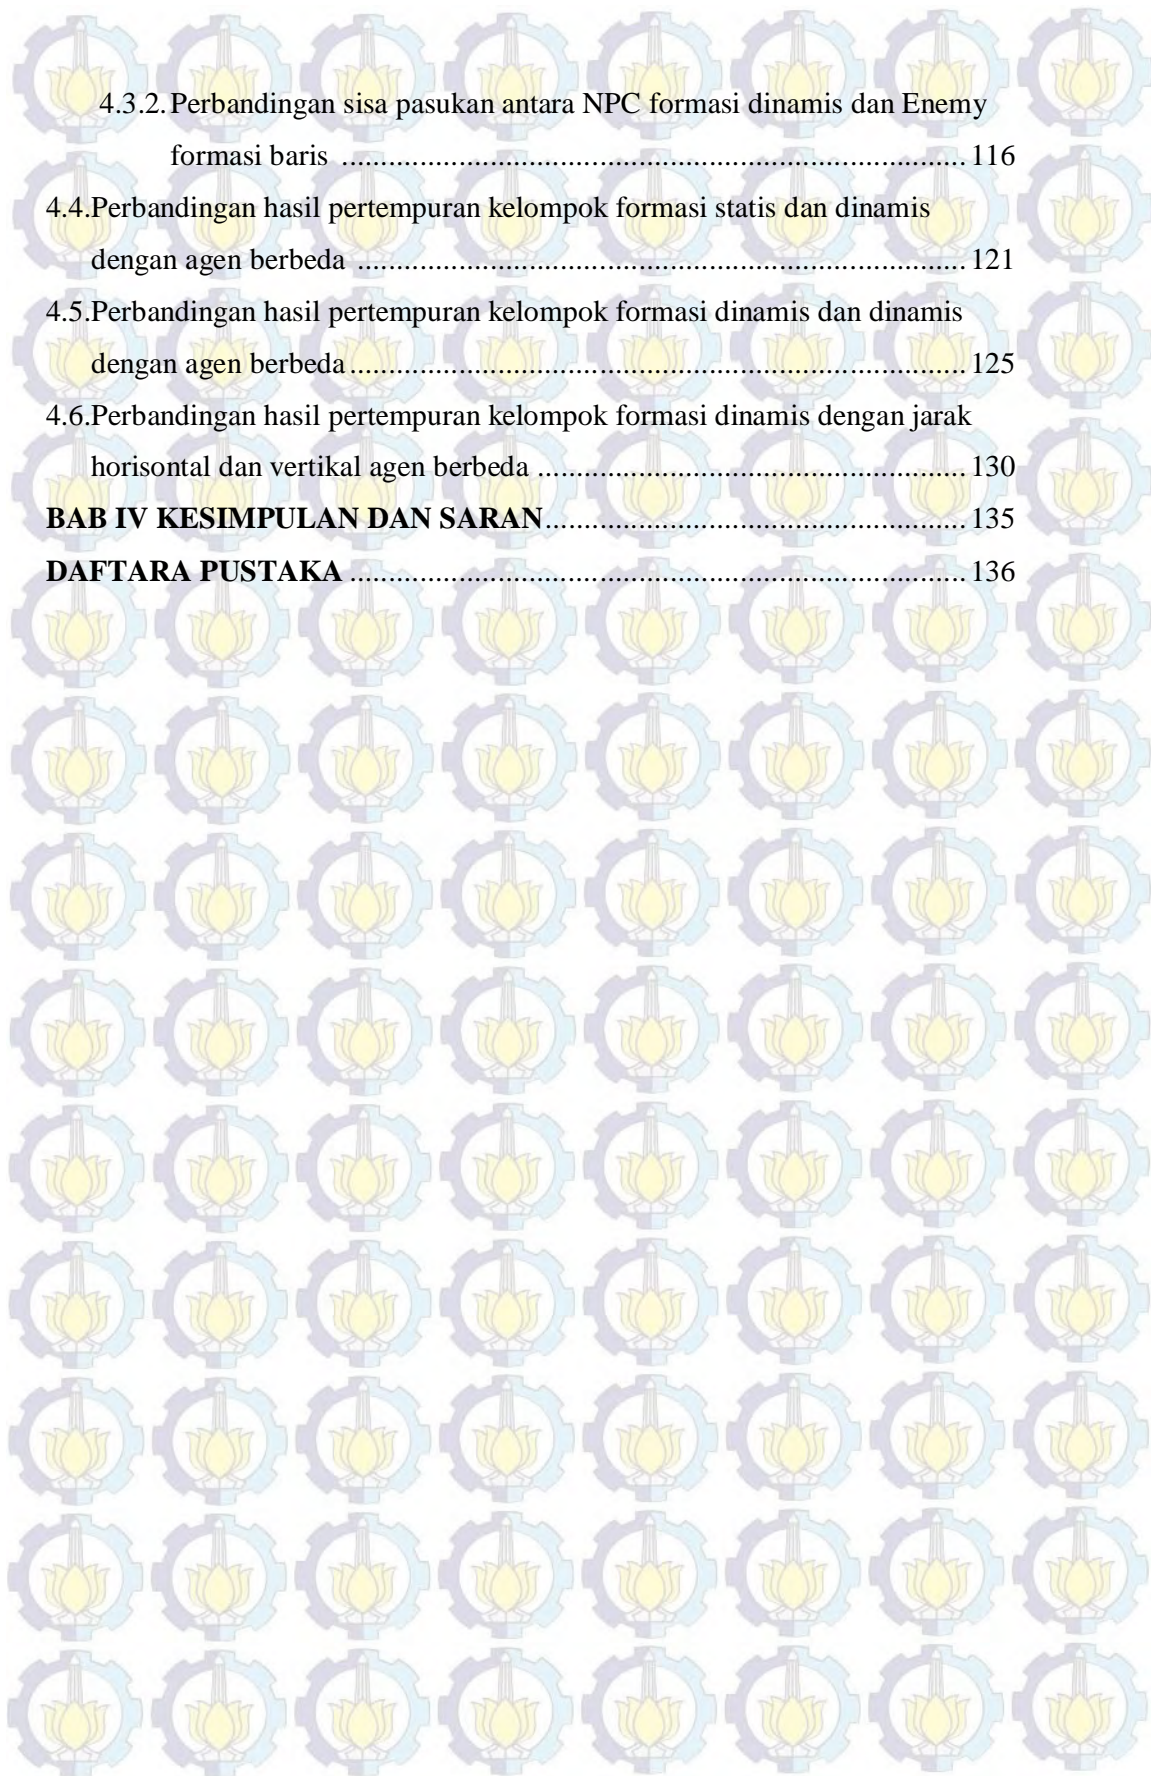 4.3.2. Perbandingan sisa pasukan antara NPC formasi dinamis dan Enemy
formasi baris .................................................................... 116
4.4.Perbandingan hasil pertempuran kelompok formasi statis dan dinamis
dengan agen berbeda .................................................................. 121
4.5.Perbandingan hasil pertempuran kelompok formasi dinamis dan dinamis
dengan agen berbeda................................................................... 125
4.6.Perbandingan hasil pertempuran kelompok formasi dinamis dengan jarak
horisontal dan vertikal agen berbeda ............................................... 130
BAB IV KESIMPULAN DAN SARAN.............................................. 135
DAFTARA PUSTAKA ................................................................... 136